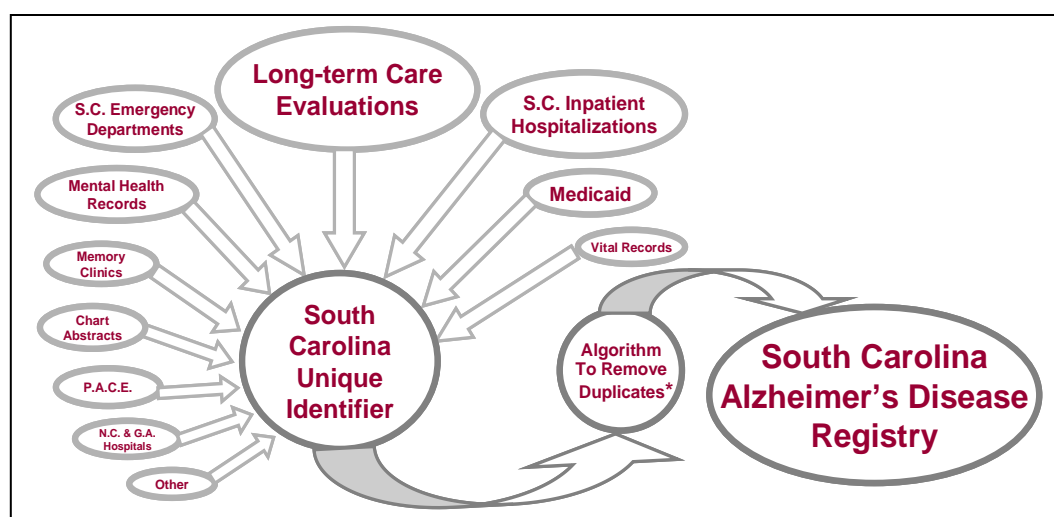 Long-term Care
Evaluations
S.C. Emergency
Departments
S.C. Inpatient
Hospitalizations
Mental Health
Records
Medicaid
Memory
Clinics
Vital Records
Chart
Abstracts
P.A.C.E.
N.C. & G.A.
Hospitals
Other
South
Carolina
Unique
Identifier
Algorithm
To Remove
Duplicates*
South Carolina
Alzheimer's Disease
Registry